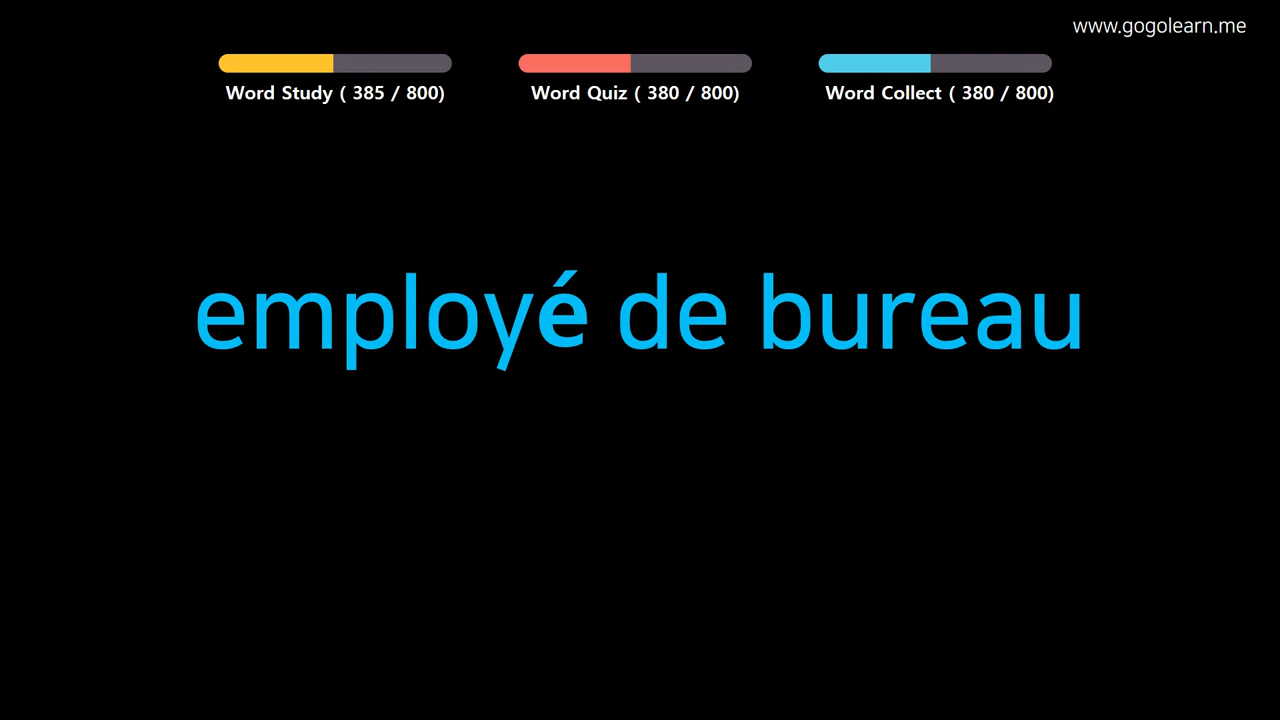 www.gogolearn.me
Word Study ( 385 / 800)
Word Quiz ( 380 / 800)
Word Collect ( 380 / 800)
employé de bureau